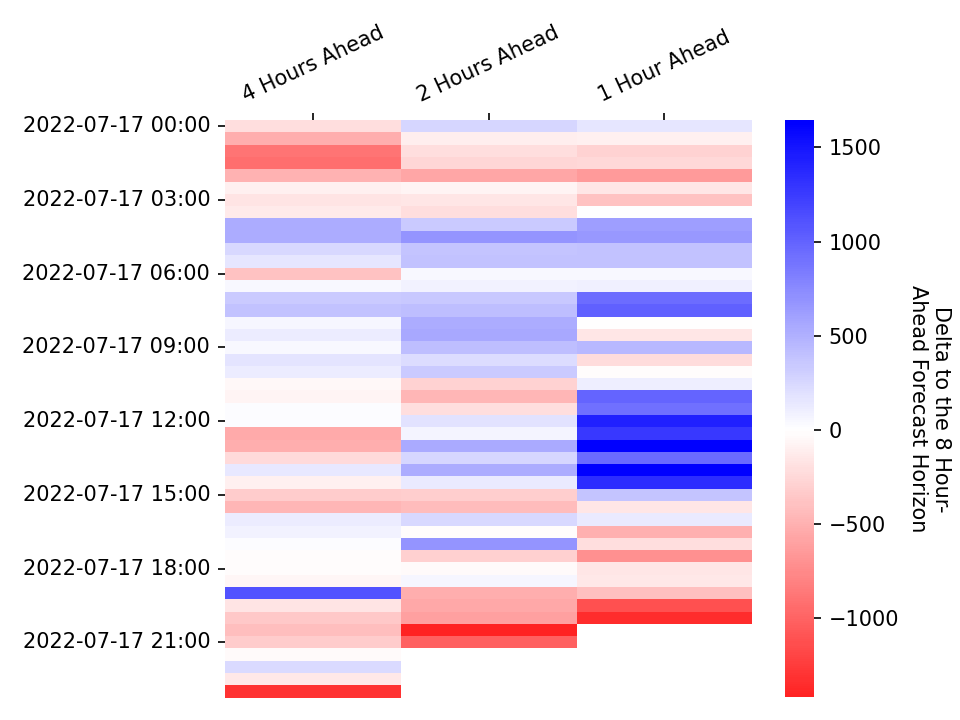 4 Hours Ahead
2 Hours Ahead
1 Hour Ahead
2022-07-17 00:00
2022-07-17 03:00
2022-07-17 06:00
2022-07-17 09:00
2022-07-17 12:00
2022-07-17 15:00
2022-07-17 18:00
2022-07-17 21:00
1500
1000
500
0
−500
−1000
Delta to the 8 Hour-
Ahead Forecast Horizon